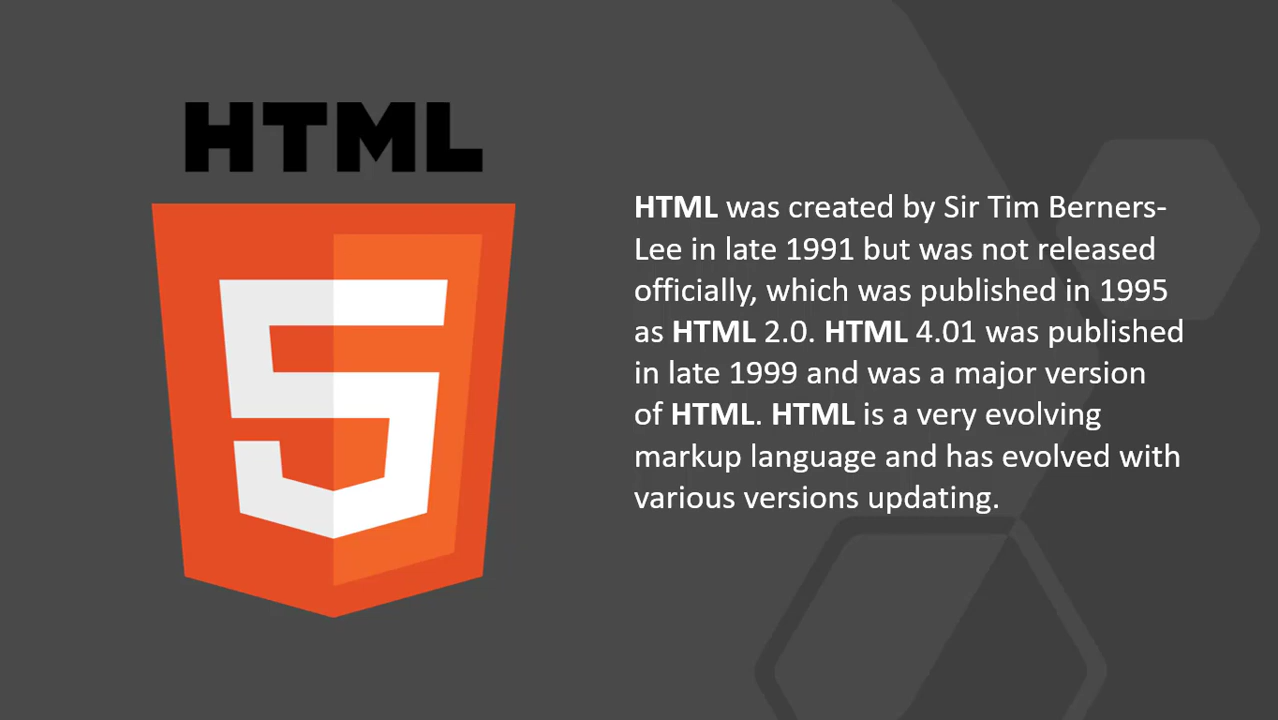 HTML
5
HTML was created by Sir Tim Berners-
Lee in late 1991 but was not released
officially, which was published in 1995
as HTML 2.0. HTML 4.01 was published
in late 1999 and was a major version
of HTML. HTML is a very evolving
markup language and has evolved with
various versions updating.